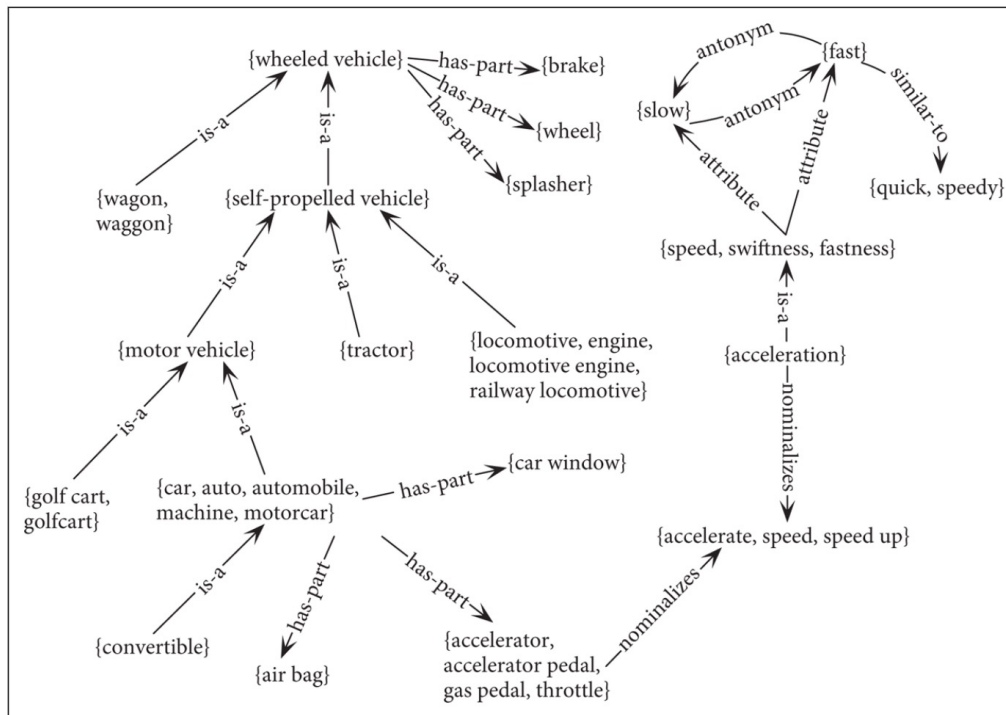 antonym
{fast}
{wheeled vehicle}
has-part
{brake}
has-part
{wheel}
has-part
{splasher}
similar-to
{slow}
antonym
is-a
is-a
attribute
attribute
{quick, speedy}
{wagon,
waggon}
{self-propelled vehicle}
{speed, swiftness, fastness}
is-a
is-a
is-a
is-a
{motor vehicle}
{tractor}
{locomotive, engine,
locomotive engine,
railway locomotive}
{acceleration}
is-a
is-a
nominalizes
{golf cart,
golfcart}
{car, auto, automobile,
machine, motorcar}
has-part
{car window}
{accelerate, speed, speed up}
is-a
has-part
has-part
nominalizes
{convertible}
{air bag}
{accelerator,
accelerator pedal,
gas pedal, throttle}